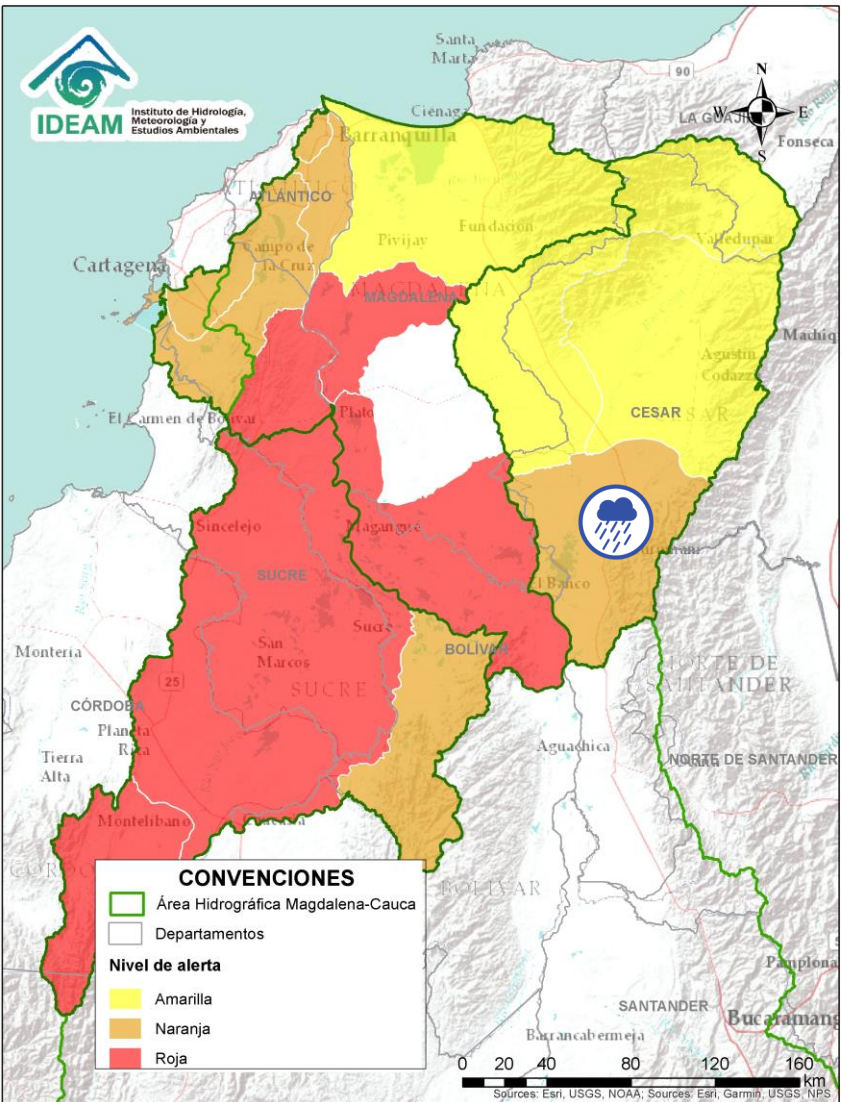 IDEAM
Instituto de Hidrología,
Meteorología y
Estudios Ambientales
Santa
Marta
90
N
W
E
S
Ciénaga
LA GUAJIRA
Fonseca
Barranquilla
ATLÁNTICO
ATLÁNTICO
Fundación
Pivijay
Valledupar
Campo de
la Cruz
Cartagena
MAGDALENA
MAGDALENA
Machiq
Agustín
Codazzi
El Carmen de Bolívar
Plato
CESAR
CESAR
Sincelejo
Magangué
SUCRE
El Banco
Sucre
San
Marcos
BOLÍVAR
SUCRE
Montería
25
NORTE DE
SANTANDER
CÓRDOBA
Planeta
Rica
Tierra
Alta
Aguachica
NORTE DE SANTANDER
Montelíbano
BOLÍVAR
CONVENCIONES
Área Hidrográfica Magdalena-Cauca
Departamentos
Nivel de alerta
Amarilla
Naranja
Roja
Pamplona
SANTANDER
Bucaramang
Barrancabermeja
0 20 40 80 120 160
km
Sources: Esri, USGS, NOAA; Sources: Esri, Garmin, USGS, NPS